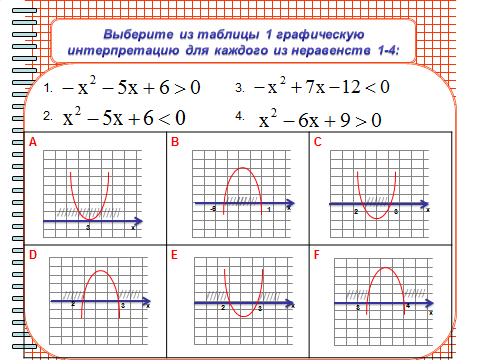 Выберите из таблицы 1 графическую
интерпретацию для каждого из неравенств 1-4:
1. −x² − 5x + 6 > 0 3. −x² + 7x − 12 < 0
2. x² − 5x + 6 < 0 4. x² − 6x + 9 > 0
A B C
3 x -6 1 x 2 3 x
D E F
2 3 x 2 3 x 3 4 x